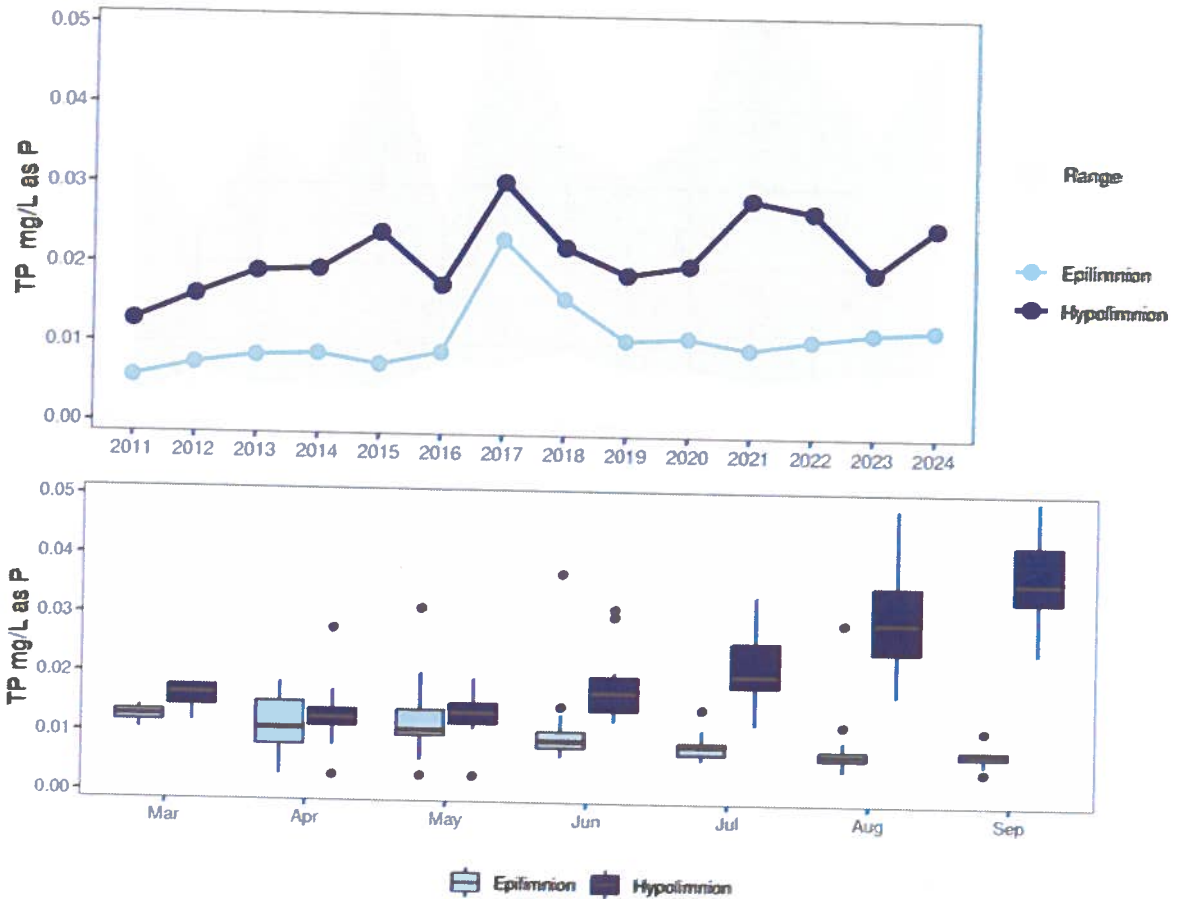 0.05
0.04
0.03
0.02
0.01
0.00
TP mg/L as P
2011 2012 2013 2014 2015 2016 2017 2018 2019 2020 2021 2022 2023 2024
Range
Epilimnion
Hypolimnion
0.05
0.04
0.03
0.02
0.01
0.00
TP mg/L as P
Mar Apr May Jun Jul Aug Sep
Epilimnion Hypolimnion